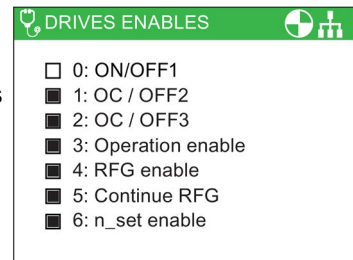 DRIVES ENABLES
0: ON/OFF1
1: OC / OFF2
2: OC / OFF3
3: Operation enable
4: RFG enable
5: Continue RFG
6: n_set enable